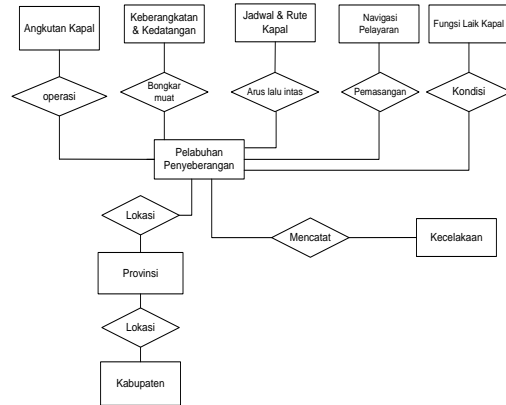 Angkutan Kapal
Keberangkatan
& Kedatangan
Jadwal & Rute
Kapal
Navigasi
Pelayaran
Fungsi Laik Kapal
operasi
Bongkar
muat
Arus lalu intas
Pemasangan
Kondisi
Pelabuhan
Penyeberangan
Lokasi
Mencatat
Kecelakaan
Provinsi
Lokasi
Kabupaten